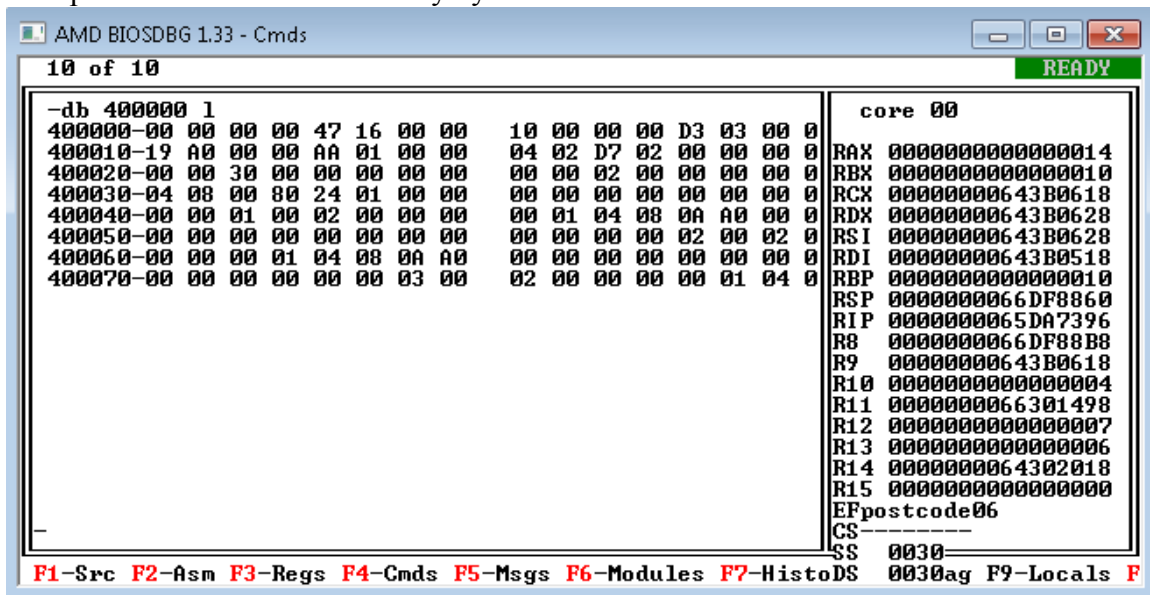 AMD BIOSDBG 1.33 - Cmds
10 of 10 READY
-db 400000 l
400000-00 00 00 00 47 16 00 00 10 00 00 00 D3 03 00 0
400010-19 A0 00 00 AA 01 00 00 04 02 D7 02 00 00 00 0
400020-00 00 30 00 00 00 00 00 00 00 02 00 00 00 00 0
400030-04 08 00 80 24 01 00 00 00 00 00 00 00 00 00 0
400040-00 00 01 00 02 00 00 00 00 01 04 08 0A A0 00 0
400050-00 00 00 00 00 00 00 00 00 00 00 00 02 00 02 0
400060-00 00 00 01 04 08 0A A0 00 00 00 00 00 00 00 0
400070-00 00 00 00 00 00 03 00 02 00 00 00 00 01 04 0
-
core 00
RAX 0000000000000014
RBX 0000000000000010
RCX 00000000643B0618
RDX 00000000643B0628
RSI 00000000643B0628
RDI 00000000643B0518
RBP 0000000000000010
RSP 0000000066DF8860
RIP 0000000065DA7396
R8 0000000066DF88B8
R9 00000000643B0618
R10 0000000000000004
R11 0000000066301498
R12 0000000000000007
R13 0000000000000006
R14 0000000064302018
R15 0000000000000000
EFpostcode06
CS--------
SS 0030
F1-Src F2-Asm F3-Regs F4-Cmds F5-Msgs F6-Modules F7-HistoDS 0030ag F9-Locals F